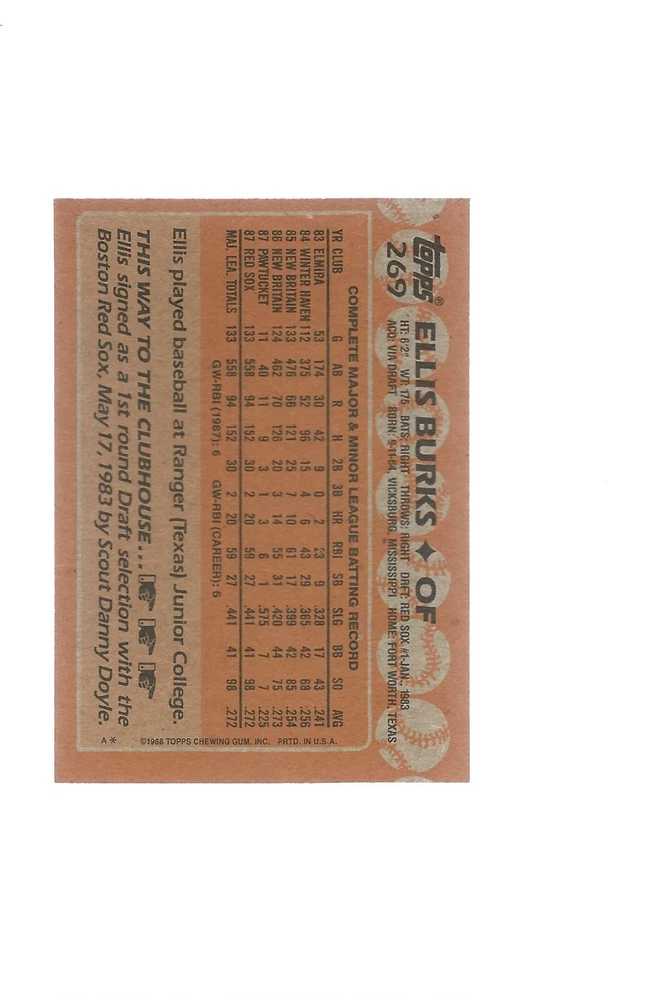 Topps®
269
ELLIS BURKS ✦ OF
HT: 6'2" WT: 175 BATS: RIGHT THROWS: RIGHT DRFT: RED SOX #1-JAN., 1983
ACQ: VIA DRAFT BORN: 9-11-64, VICKSBURG, MISSISSIPPI HOME: FORT WORTH, TEXAS
COMPLETE MAJOR & MINOR LEAGUE BATTING RECORD
YR CLUB G AB R H 2B 3B HR RBI SB SLG BB SO AVG
83 ELMIRA 53 174 30 42 9 0 2 23 9 .328 17 43 .241
84 WINTER HAVEN 112 375 52 96 15 4 6 43 29 .365 42 68 .256
85 NEW BRITAIN 133 476 66 121 25 7 10 61 17 .399 42 85 .254
86 NEW BRITAIN 124 462 70 126 20 3 14 55 31 .420 44 75 .273
87 PAWTUCKET 11 40 11 9 3 1 3 6 1 .575 7 7 .225
87 RED SOX 133 558 94 152 30 2 20 59 27 .441 41 98 .272
MAJ. LEA. TOTALS 133 558 94 152 30 2 20 59 27 .441 41 98 .272
GW-RBI (1987): 6 GW-RBI (CAREER): 6
Ellis played baseball at Ranger (Texas) Junior College.
THIS WAY TO THE CLUBHOUSE...
Ellis signed as a 1st round Draft selection with the
Boston Red Sox, May 17, 1983 by Scout Danny Doyle.
©1988 TOPPS CHEWING GUM, INC. PRTD. IN U.S.A.
A*